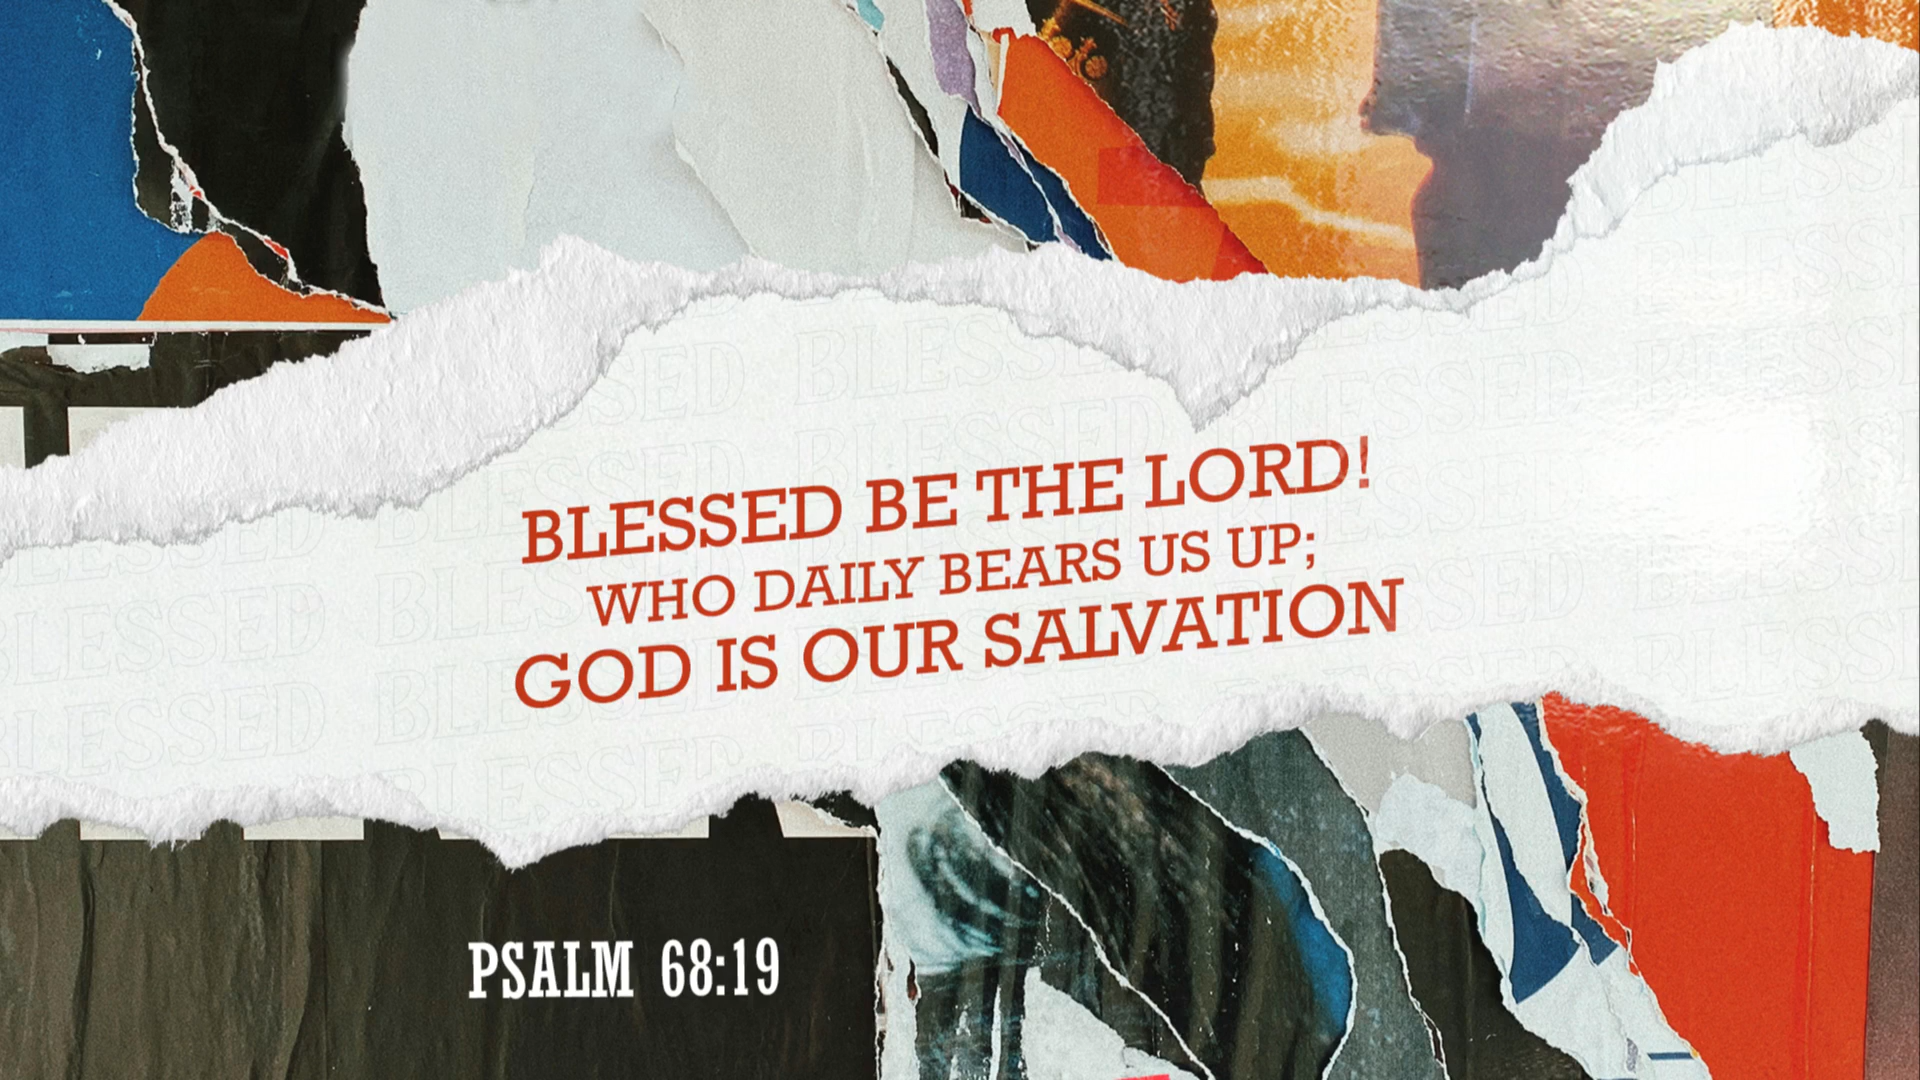 BLESSED BE THE LORD!
WHO DAILY BEARS US UP;
GOD IS OUR SALVATION
PSALM 68:19